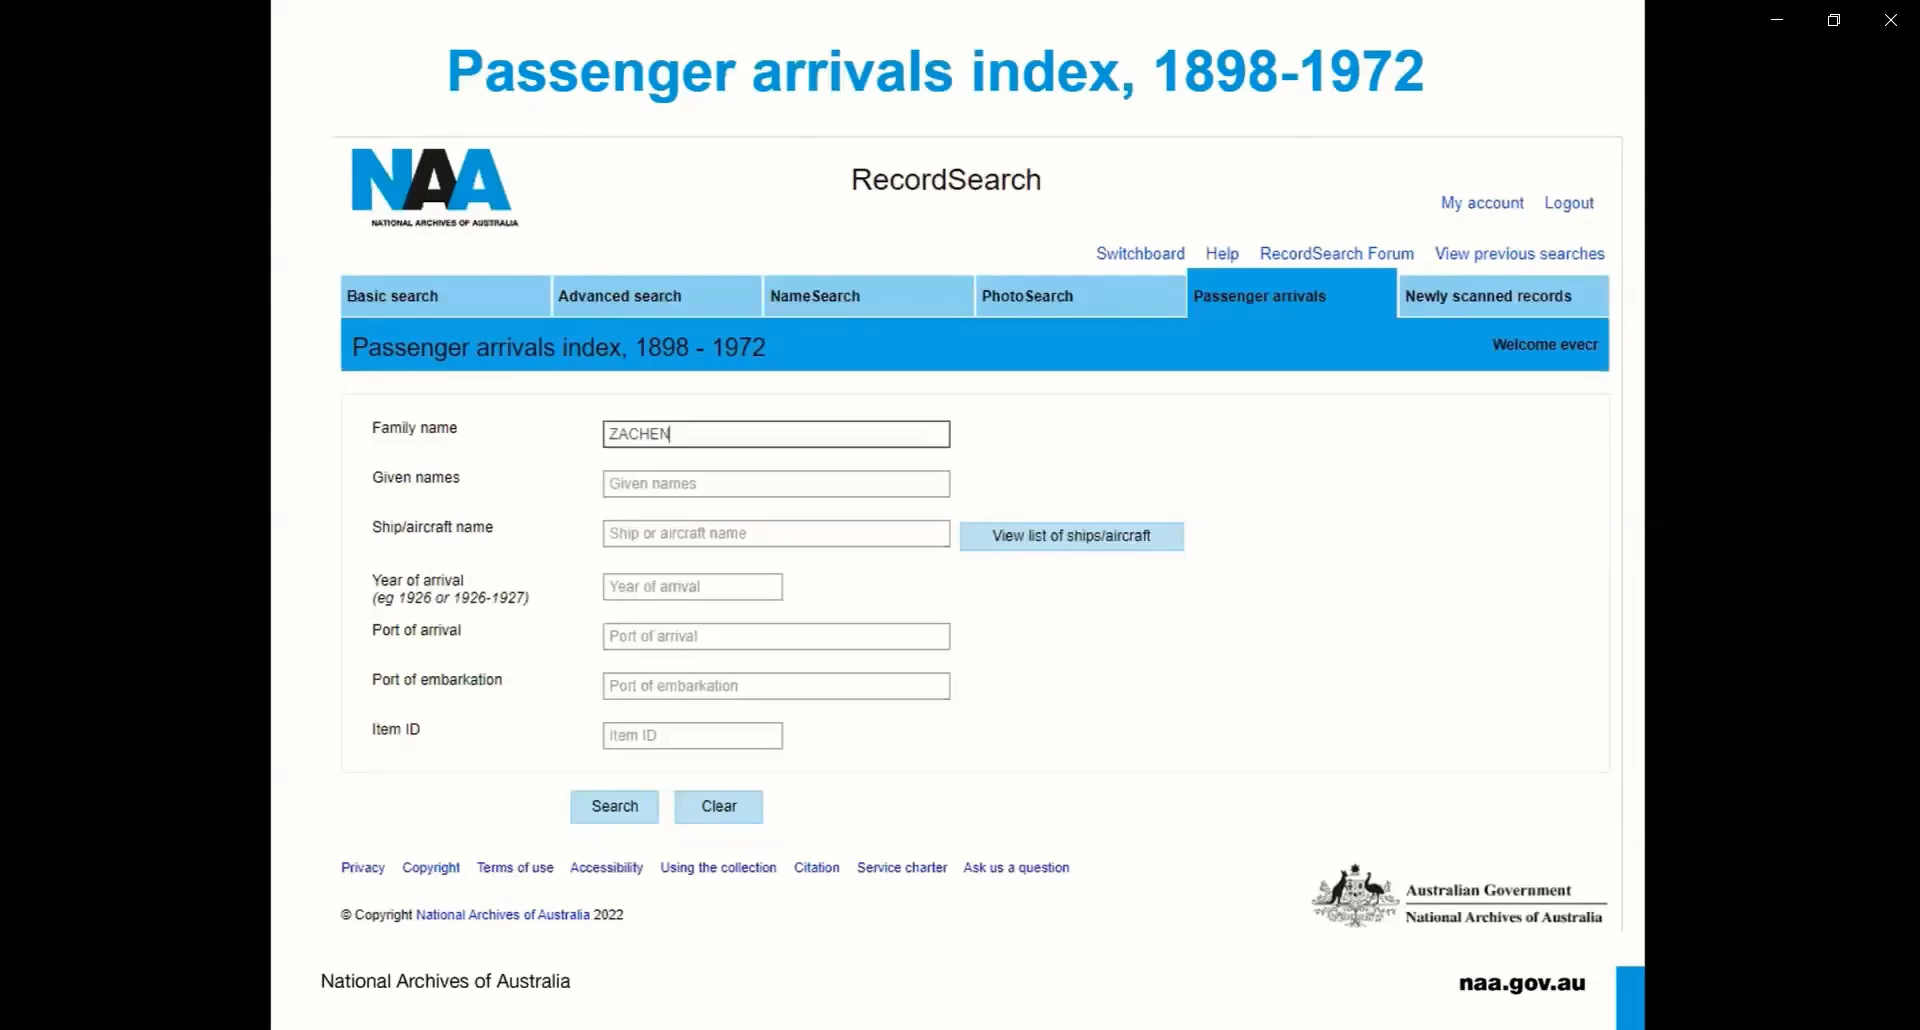 Passenger arrivals index, 1898-1972
NAA
NATIONAL ARCHIVES OF AUSTRALIA
RecordSearch
My account Logout
Switchboard Help RecordSearch Forum View previous searches
Basic search Advanced search NameSearch PhotoSearch Passenger arrivals Newly scanned records
Passenger arrivals index, 1898 - 1972 Welcome evecr
Family name ZACHEN
Given names Given names
Ship/aircraft name Ship or aircraft name View list of ships/aircraft
Year of arrival Year of arrival
(eg 1926 or 1926-1927)
Port of arrival Port of arrival
Port of embarkation Port of embarkation
Item ID Item ID
Search Clear
Privacy Copyright Terms of use Accessibility Using the collection Citation Service charter Ask us a question
Australian Government
© Copyright National Archives of Australia 2022
National Archives of Australia
National Archives of Australia
naa.gov.au